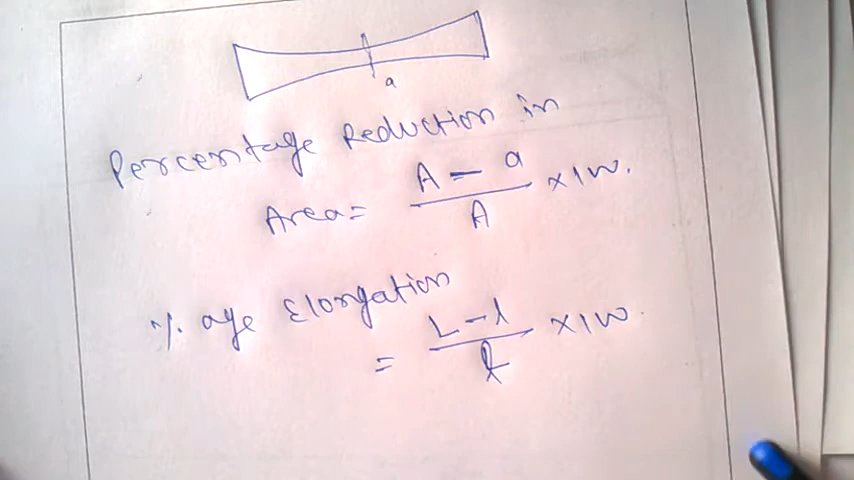 a
Percentage Reduction in
Area = A - a / A × 100.
% age Elongation
= L - l / l × 100